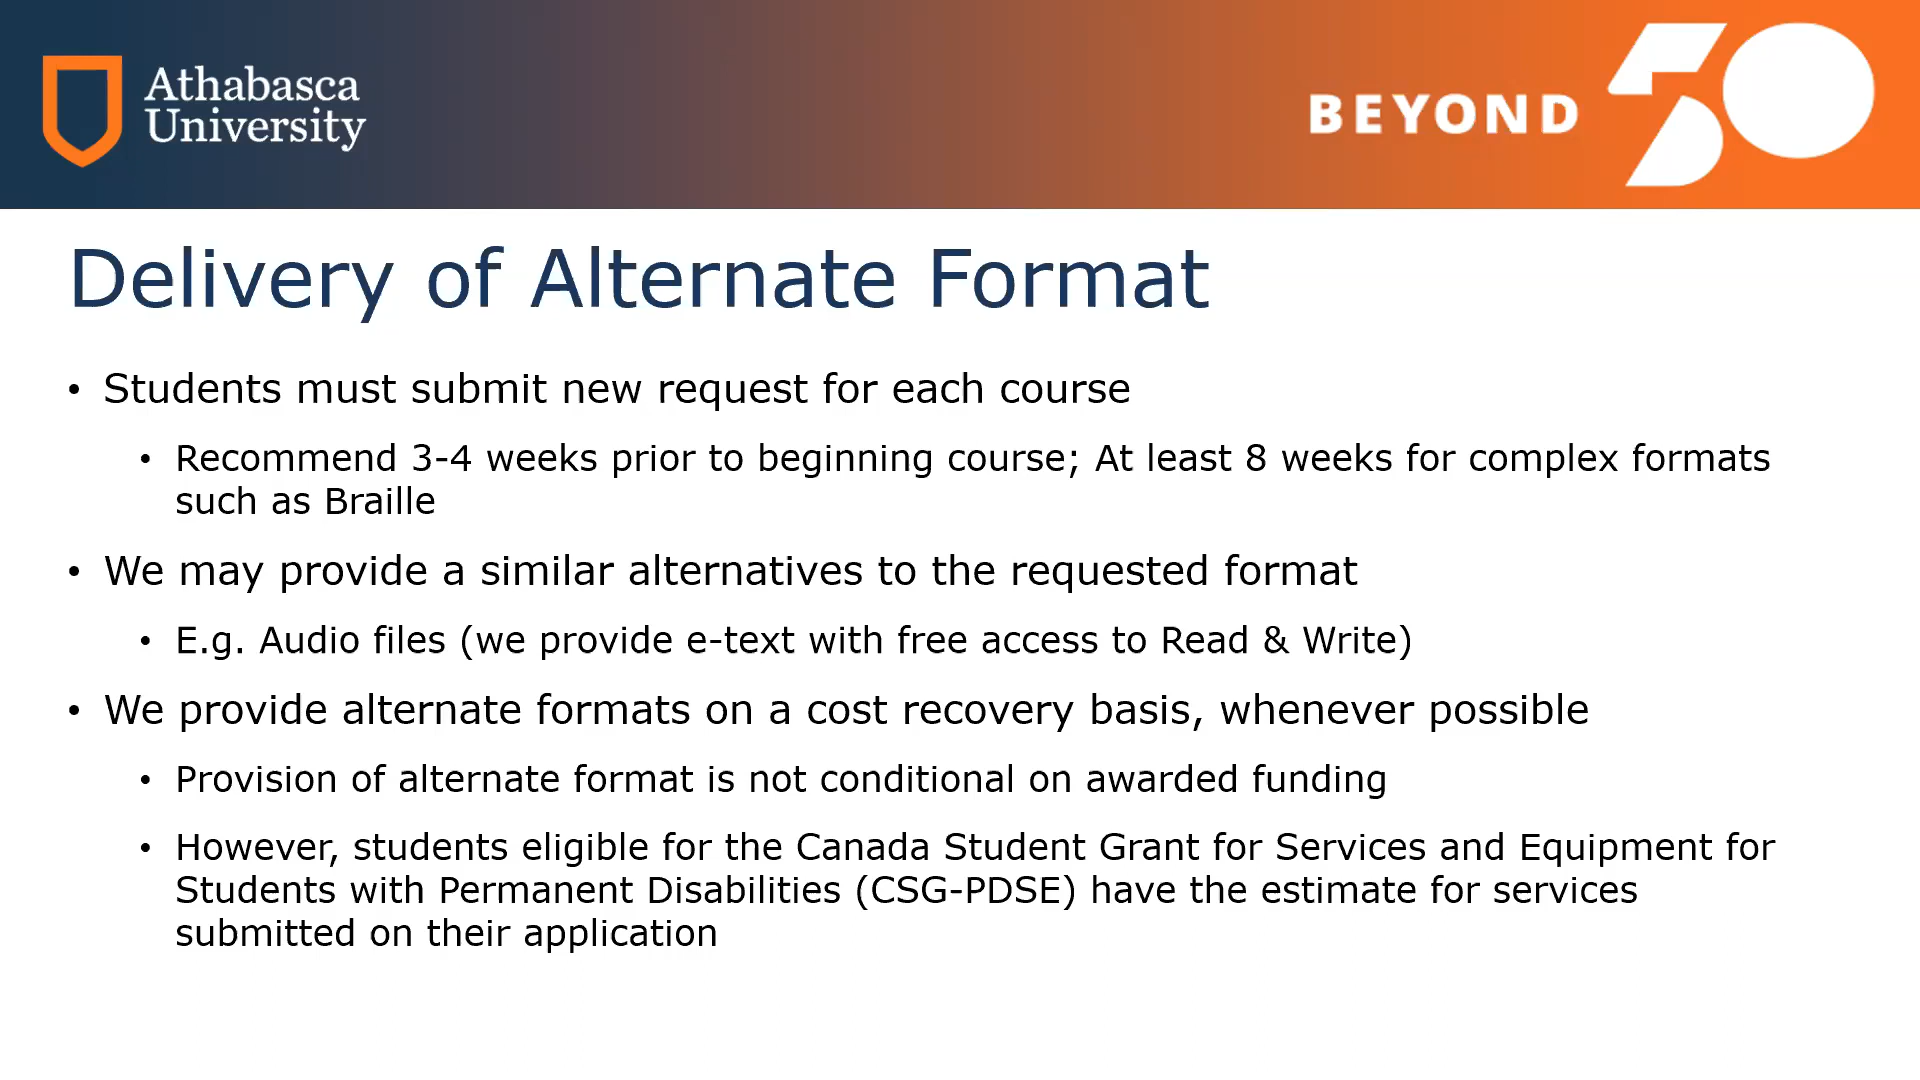 Athabasca
University
BEYOND 50
Delivery of Alternate Format
• Students must submit new request for each course
• Recommend 3-4 weeks prior to beginning course; At least 8 weeks for complex formats
such as Braille
• We may provide a similar alternatives to the requested format
• E.g. Audio files (we provide e-text with free access to Read & Write)
• We provide alternate formats on a cost recovery basis, whenever possible
• Provision of alternate format is not conditional on awarded funding
• However, students eligible for the Canada Student Grant for Services and Equipment for
Students with Permanent Disabilities (CSG-PDSE) have the estimate for services
submitted on their application